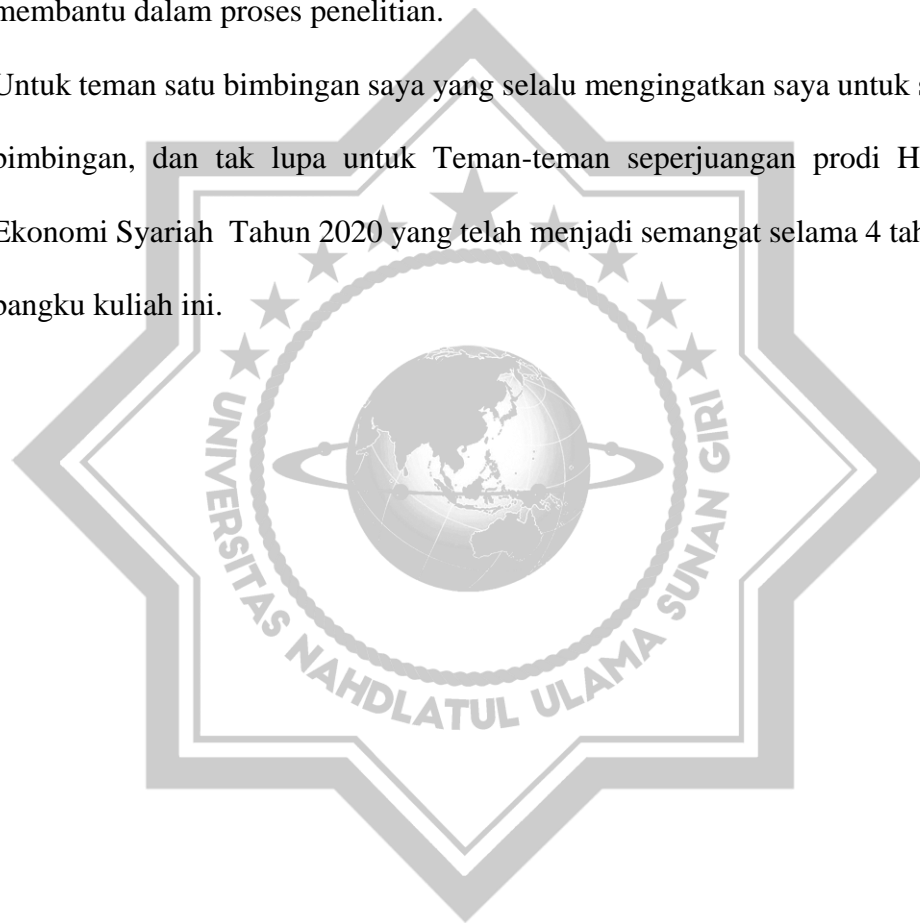 membantu dalam proses penelitian.
Untuk teman satu bimbingan saya yang selalu mengingatkan saya untuk
bimbingan, dan tak lupa untuk Teman-teman seperjuangan prodi H
Ekonomi Syariah Tahun 2020 yang telah menjadi semangat selama 4 tah
bangku kuliah ini.
UNIVERSITAS NAHDLATUL ULAMA SUNAN GIRI